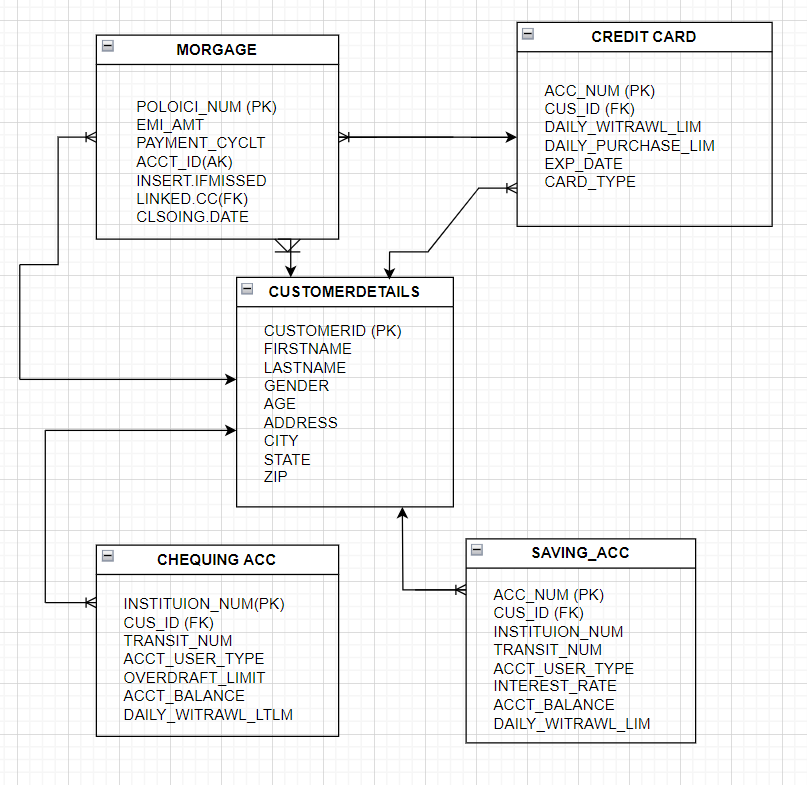 MORGAGE
POLOICI_NUM (PK)
EMI_AMT
PAYMENT_CYCLT
ACCT_ID(AK)
INSERT.IFMISSED
LINKED.CC(FK)
CLSOING.DATE
CREDIT CARD
ACC_NUM (PK)
CUS_ID (FK)
DAILY_WITRAWL_LIM
DAILY_PURCHASE_LIM
EXP_DATE
CARD_TYPE
CUSTOMERDETAILS
CUSTOMERID (PK)
FIRSTNAME
LASTNAME
GENDER
AGE
ADDRESS
CITY
STATE
ZIP
CHEQUING ACC
INSTITUION_NUM(PK)
CUS_ID (FK)
TRANSIT_NUM
ACCT_USER_TYPE
OVERDRAFT_LIMIT
ACCT_BALANCE
DAILY_WITRAWL_LTLM
SAVING_ACC
ACC_NUM (PK)
CUS_ID (FK)
INSTITUION_NUM
TRANSIT_NUM
ACCT_USER_TYPE
INTEREST_RATE
ACCT_BALANCE
DAILY_WITRAWL_LIM